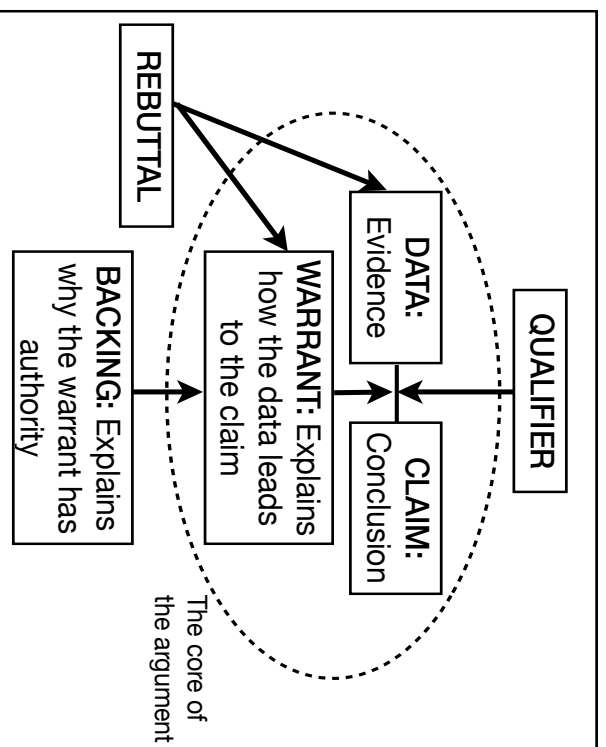 QUALIFIER
DATA:
Evidence
CLAIM:
Conclusion
WARRANT: Explains
how the data leads
to the claim
REBUTTAL
BACKING: Explains
why the warrant has
authority
The core of
the argument